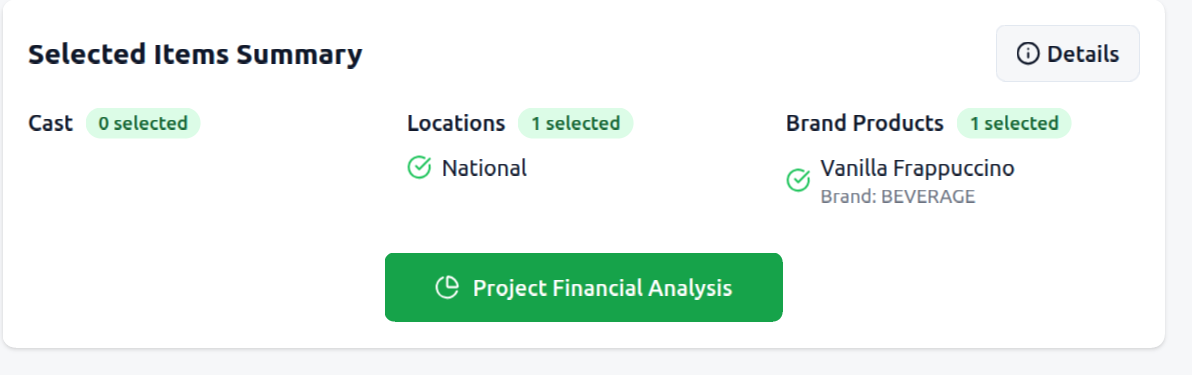 Selected Items Summary
Details
Cast 0 selected
Locations 1 selected
National
Brand Products 1 selected
Vanilla Frappuccino
Brand: BEVERAGE
Project Financial Analysis